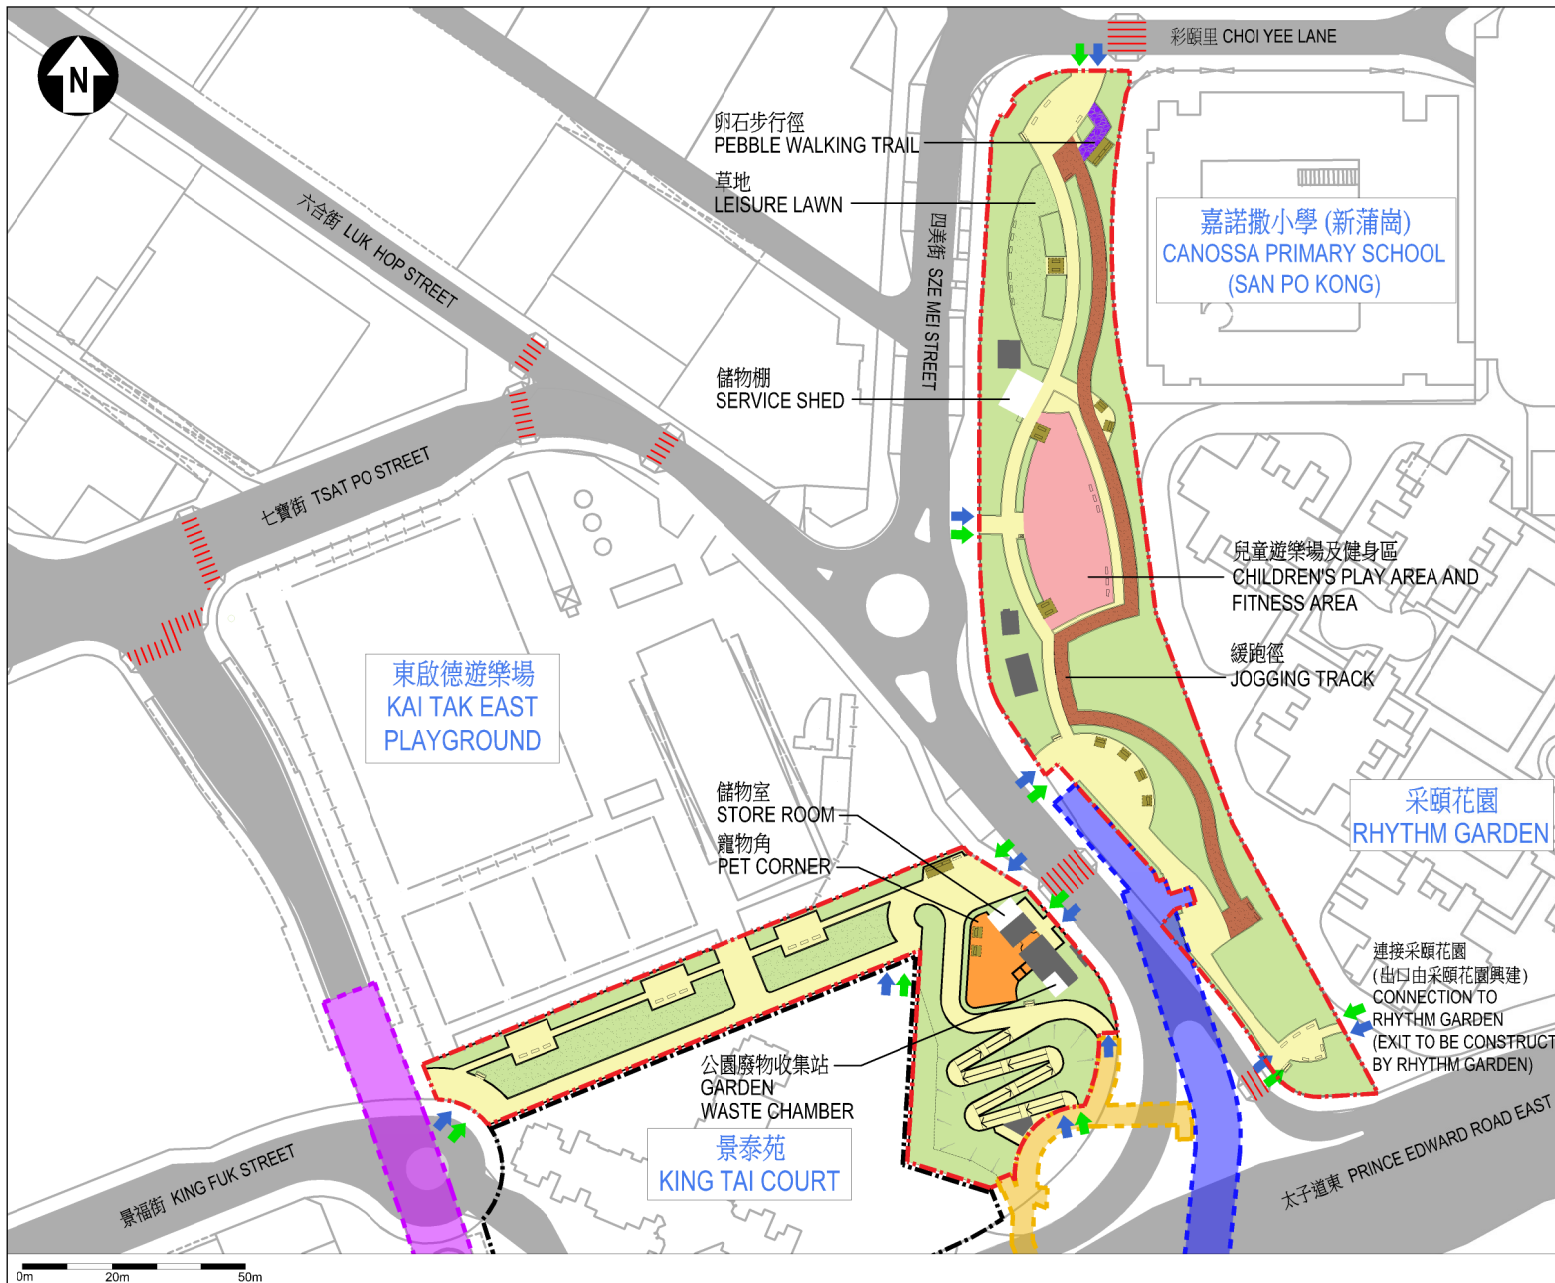 N
彩頤里 CHOI YEE LANE
卵石步行徑
PEBBLE WALKING TRAIL
草地
LEISURE LAWN
六合街 LUK HOP STREET
四美街 SZE MEI STREET
嘉諾撒小學 (新蒲崗)
CANOSSA PRIMARY SCHOOL
(SAN PO KONG)
儲物棚
SERVICE SHED
七寶街 TSAT PO STREET
兒童遊樂場及健身區
CHILDREN'S PLAY AREA AND
FITNESS AREA
緩跑徑
JOGGING TRACK
東啟德遊樂場
KAI TAK EAST
PLAYGROUND
儲物室
STORE ROOM
寵物角
PET CORNER
采頤花園
RHYTHM GARDEN
連接采頤花園
(出口由采頤花園興建)
CONNECTION TO
RHYTHM GARDEN
(EXIT TO BE CONSTRUCT
BY RHYTHM GARDEN)
公園廢物收集站
GARDEN
WASTE CHAMBER
景泰苑
KING TAI COURT
景福街 KING FUK STREET
太子道東 PRINCE EDWARD ROAD EAST
0m 20m 50m